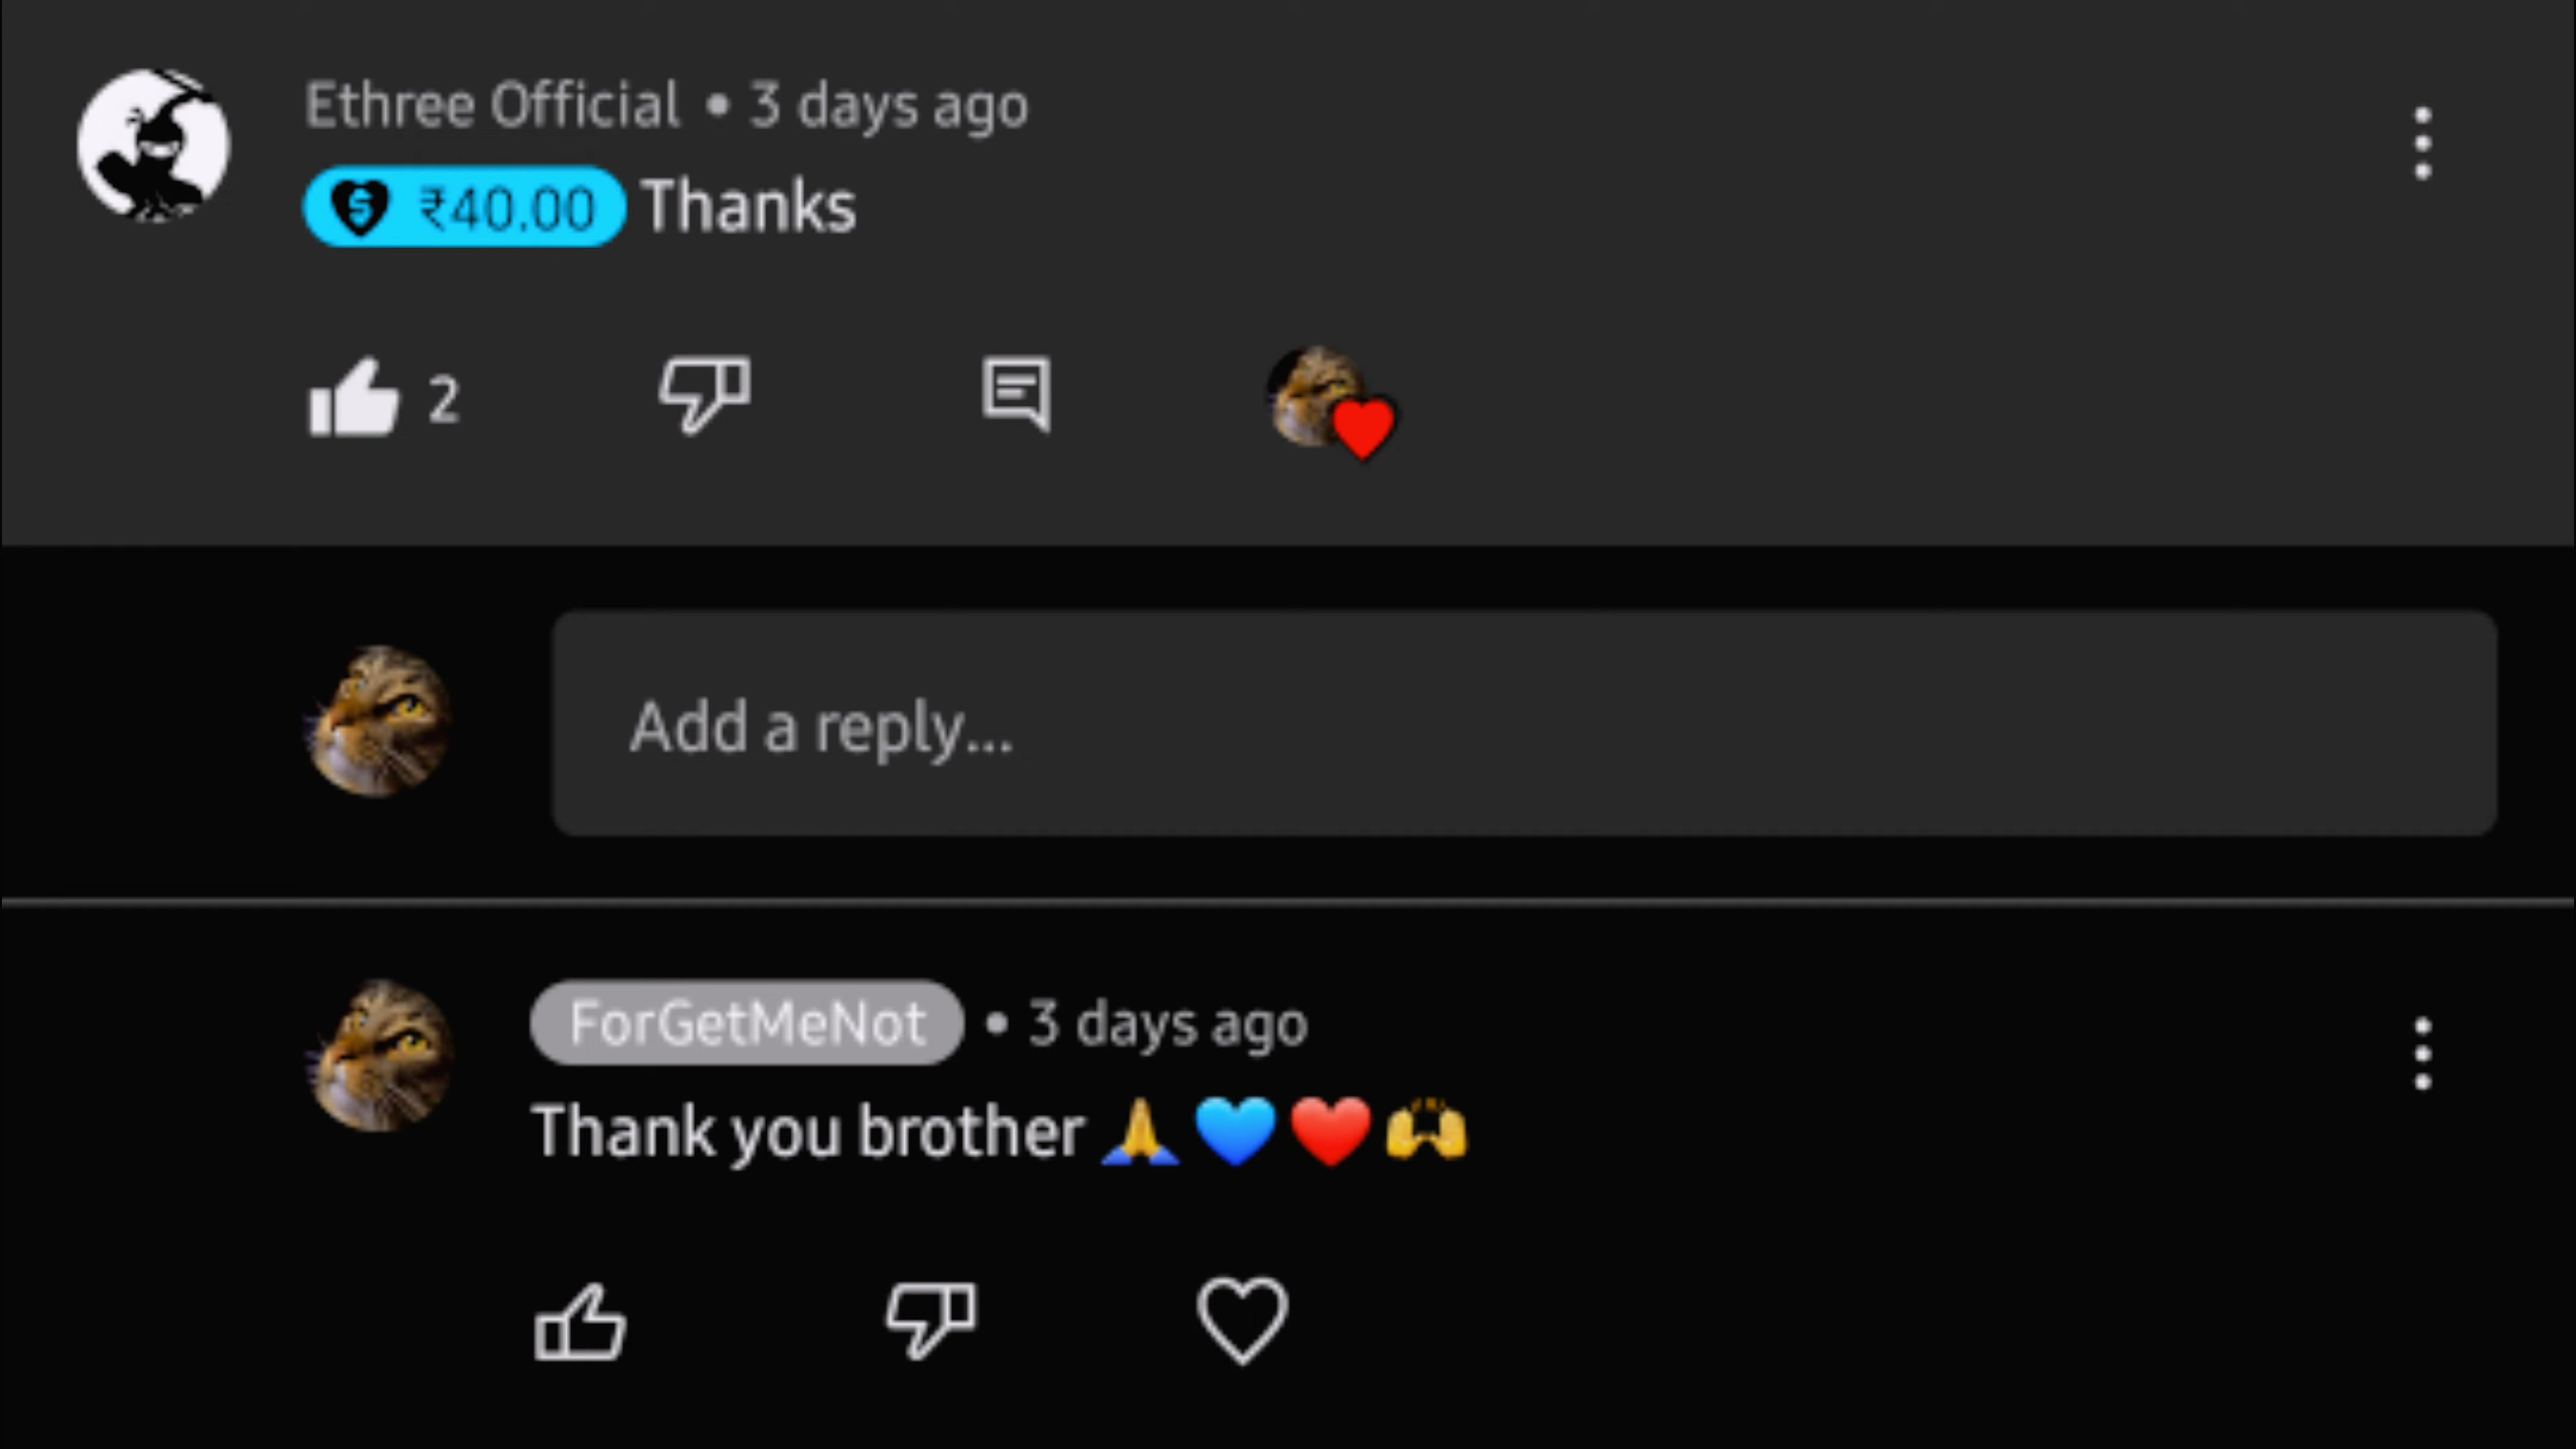 Ethree Official • 3 days ago
₹40.00 Thanks
2
Add a reply...
ForGetMeNot • 3 days ago
Thank you brother 🙏💙❤️🙌